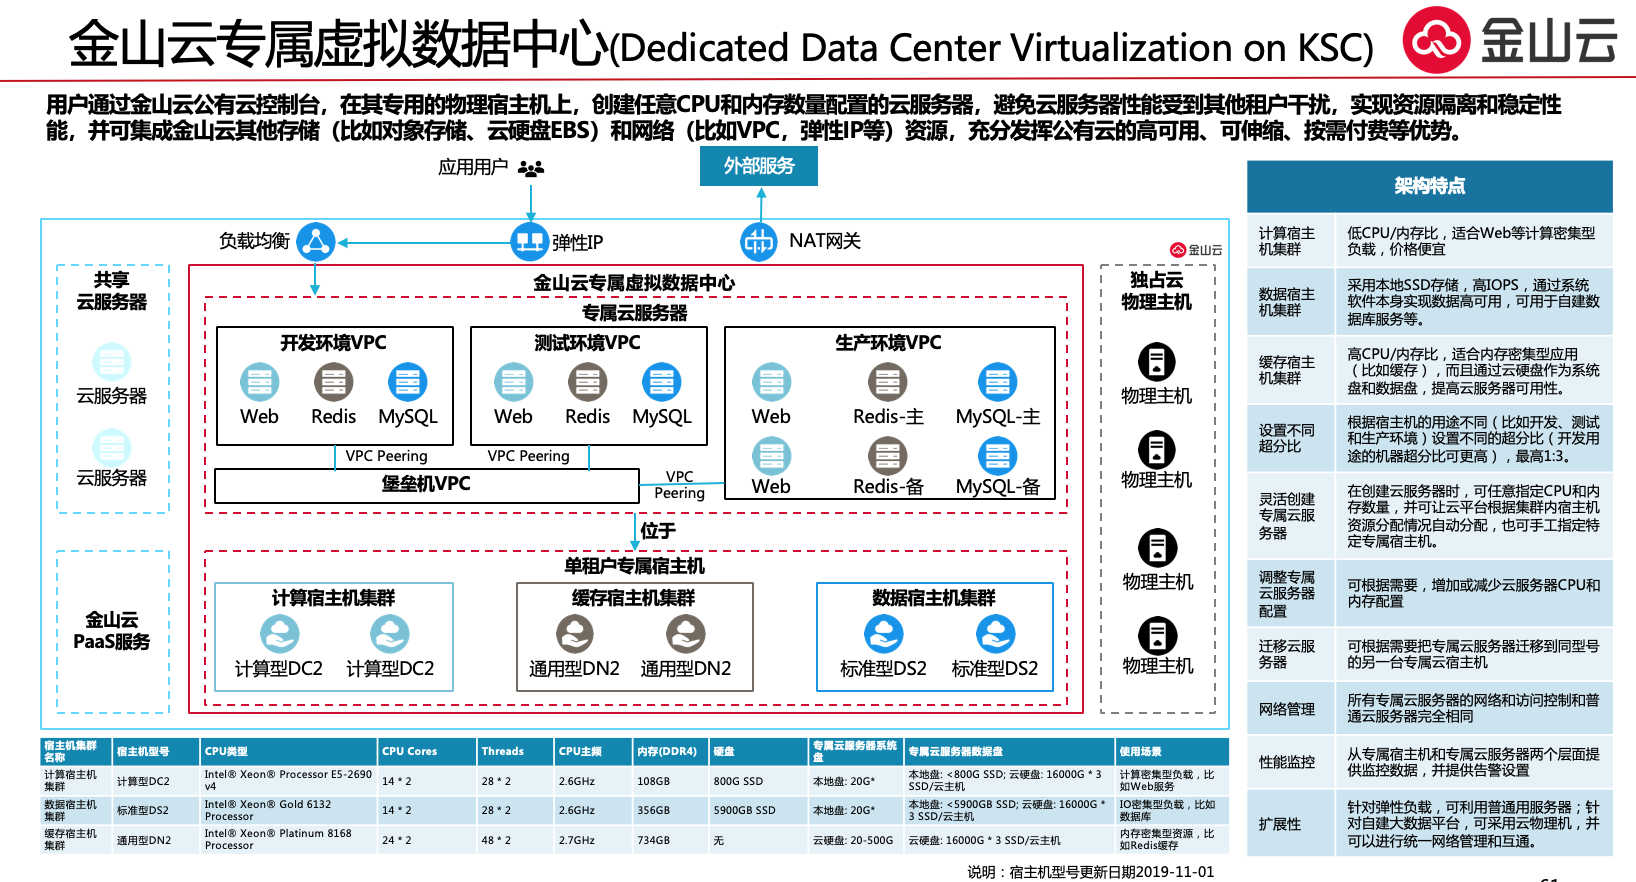 金山云专属虚拟数据中心(Dedicated Data Center Virtualization on KSC)
金山云
用户通过金山云公有云控制台，在其专用的物理宿主机上，创建任意CPU和内存数量配置的云服务器，避免云服务器性能受到其他租户干扰，实现资源隔离和稳定性
能，并可集成金山云其他存储（比如对象存储、云硬盘EBS）和网络（比如VPC，弹性IP等）资源，充分发挥公有云的高可用、可伸缩、按需付费等优势。
应用用户
外部服务
负载均衡
弹性IP
NAT网关
金山云
共享
云服务器
云服务器
云服务器
金山云
PaaS服务
金山云专属虚拟数据中心
专属云服务器
开发环境VPC
Web Redis MySQL
测试环境VPC
Web Redis MySQL
生产环境VPC
Web Redis-主 MySQL-主
Web Redis-备 MySQL-备
VPC Peering
VPC Peering
VPC
Peering
堡垒机VPC
位于
单租户专属宿主机
计算宿主机集群
计算型DC2 计算型DC2
缓存宿主机集群
通用型DN2 通用型DN2
数据宿主机集群
标准型DS2 标准型DS2
独占云
物理主机
物理主机
物理主机
物理主机
物理主机
架构特点
计算宿主
机集群
低CPU/内存比，适合Web等计算密集型
负载，价格便宜
数据宿主
机集群
采用本地SSD存储，高IOPS，通过系统
软件本身实现数据高可用，可用于自建数
据库服务等。
缓存宿主
机集群
高CPU/内存比，适合内存密集型应用
（比如缓存），而且通过云硬盘作为系统
盘和数据盘，提高云服务器可用性。
设置不同
超分比
根据宿主机的用途不同（比如开发、测试
和生产环境）设置不同的超分比（开发用
途的机器超分比可更高），最高1:3。
灵活创建
专属云服
务器
在创建云服务器时，可任意指定CPU和内
存数量，并可让云平台根据集群内宿主机
资源分配情况自动分配，也可手工指定特
定专属宿主机。
调整专属
云服务器
配置
可根据需要，增加或减少云服务器CPU和
内存配置
迁移云服
务器
可根据需要把专属云服务器迁移到同型号
的另一台专属云宿主机
网络管理
所有专属云服务器的网络和访问控制和普
通云服务器完全相同
性能监控
从专属宿主机和专属云服务器两个层面提
供监控数据，并提供告警设置
扩展性
针对弹性负载，可利用普通用服务器；针
对自建大数据平台，可采用云物理机，并
可以进行统一网络管理和互通。
宿主机集群
名称
宿主机型号
CPU类型
CPU Cores
Threads
CPU主频
内存(DDR4)
硬盘
专属云服务器系统
盘
专属云服务器数据盘
使用场景
计算宿主机
集群
计算型DC2
Intel® Xeon® Processor E5-2690
v4
14 * 2
28 * 2
2.6GHz
108GB
800G SSD
本地盘: 20G*
本地盘: <800G SSD; 云硬盘: 16000G * 3
SSD/云主机
计算密集型负载，比
如Web服务
数据宿主机
集群
标准型DS2
Intel® Xeon® Gold 6132
Processor
14 * 2
28 * 2
2.6GHz
356GB
5900GB SSD
本地盘: 20G*
本地盘: <5900GB SSD; 云硬盘: 16000G *
3 SSD/云主机
IO密集型负载，比如
数据库
缓存宿主机
集群
通用型DN2
Intel® Xeon® Platinum 8168
Processor
24 * 2
48 * 2
2.7GHz
734GB
无
云硬盘: 20-500G
云硬盘: 16000G * 3 SSD/云主机
内存密集型资源，比
如Redis缓存
说明：宿主机型号更新日期2019-11-01